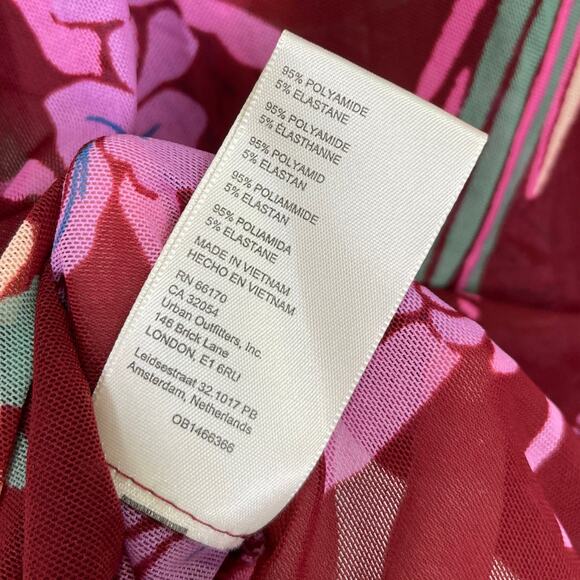 95% POLYAMIDE
5% ELASTANE
95% POLYAMIDE
5% ÉLASTHANNE
95% POLYAMID
5% ELASTAN
95% POLIAMMIDE
5% ELASTAN
95% POLIAMIDA
5% ELASTANE
MADE IN VIETNAM
HECHO EN VIETNAM
RN 66170
CA 32054
Urban Outfitters, Inc.
146 Brick Lane
LONDON, E1 6RU
Leidsestraat 32,1017 PB
Amsterdam, Netherlands
OB1466366